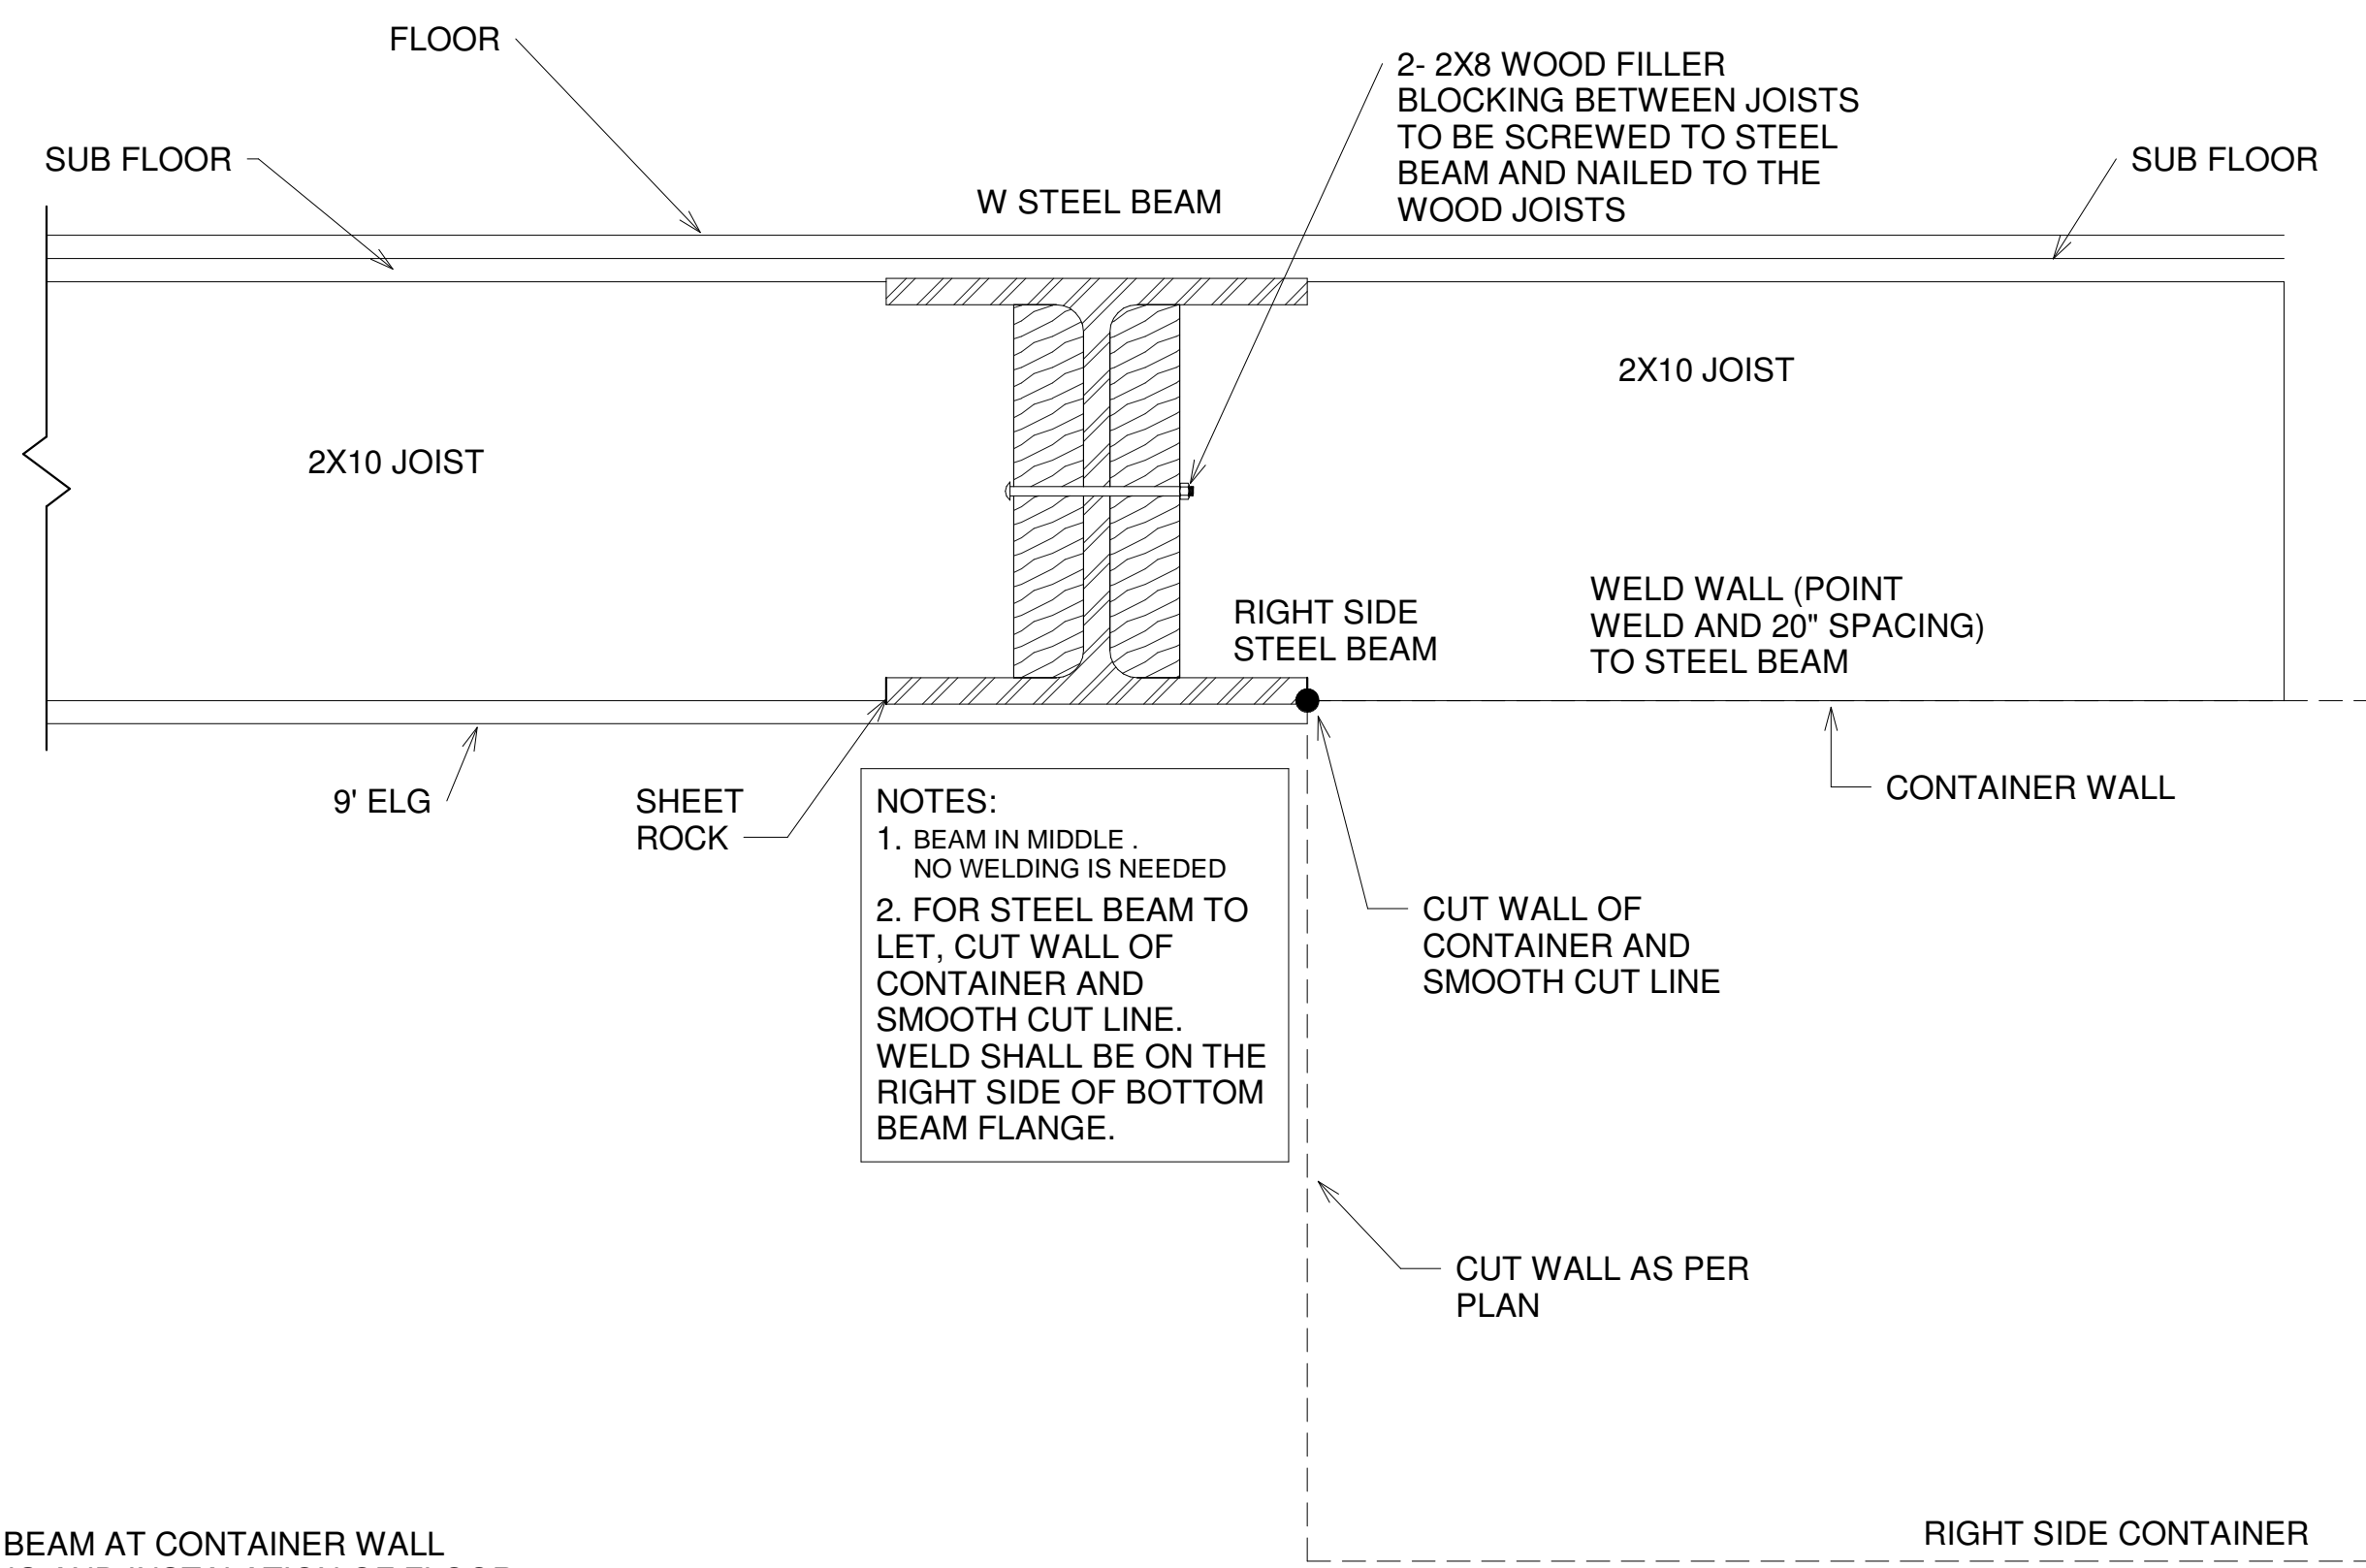 FLOOR
SUB FLOOR
W STEEL BEAM
2- 2X8 WOOD FILLER
BLOCKING BETWEEN JOISTS
TO BE SCREWED TO STEEL
BEAM AND NAILED TO THE
WOOD JOISTS
SUB FLOOR
2X10 JOIST
2X10 JOIST
RIGHT SIDE
STEEL BEAM
WELD WALL (POINT
WELD AND 20" SPACING)
TO STEEL BEAM
9' ELG
SHEET
ROCK
CONTAINER WALL
NOTES:
1. BEAM IN MIDDLE .
NO WELDING IS NEEDED
2. FOR STEEL BEAM TO
LET, CUT WALL OF
CONTAINER AND
SMOOTH CUT LINE.
WELD SHALL BE ON THE
RIGHT SIDE OF BOTTOM
BEAM FLANGE.
CUT WALL OF
CONTAINER AND
SMOOTH CUT LINE
CUT WALL AS PER
PLAN
BEAM AT CONTAINER WALL
RIGHT SIDE CONTAINER